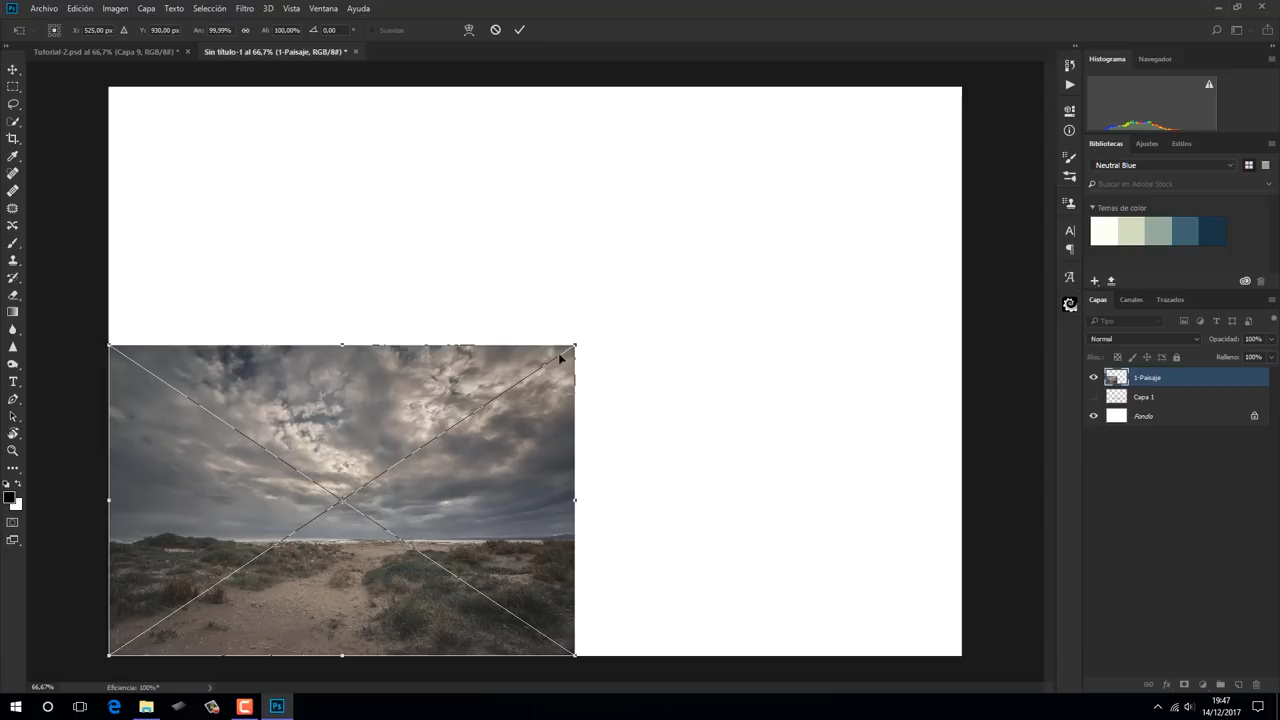 Ps Archivo Edición Imagen Capa Texto Selección Filtro 3D Vista Ventana Ayuda
X: 525,00 px Y: 930,00 px An: 99,99% Al: 100,00% 0,00 ° Suavizar
Tutorial-2.psd al 66,7% (Capa 9, RGB/8#) * × Sin título-1 al 66,7% (1-Paisaje, RGB/8#) * ×
Histograma Navegador
Bibliotecas Ajustes Estilos
Neutral Blue
Buscar en Adobe Stock
Temas de color
Capas Canales Trazados
Tipo
Normal Opacidad: 100%
Bloq.: Relleno: 100%
1-Paisaje
Capa 1
Fondo
66,67% Eficiencia: 100%*
Ps
19:47
14/12/2017